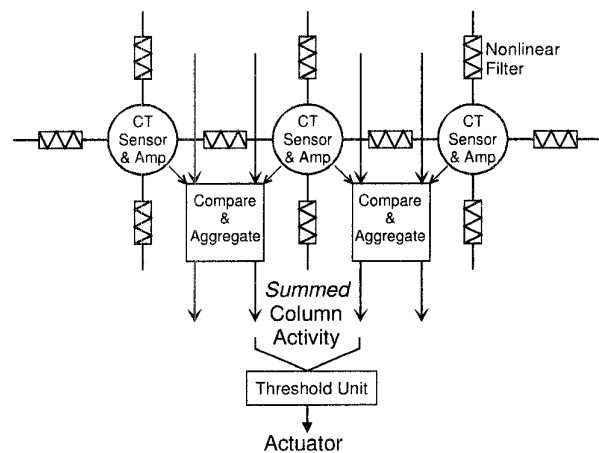 Nonlinear
Filter
CT
Sensor
& Amp
CT
Sensor
& Amp
CT
Sensor
& Amp
Compare
&
Aggregate
Compare
&
Aggregate
Summed
Column
Activity
Threshold Unit
Actuator